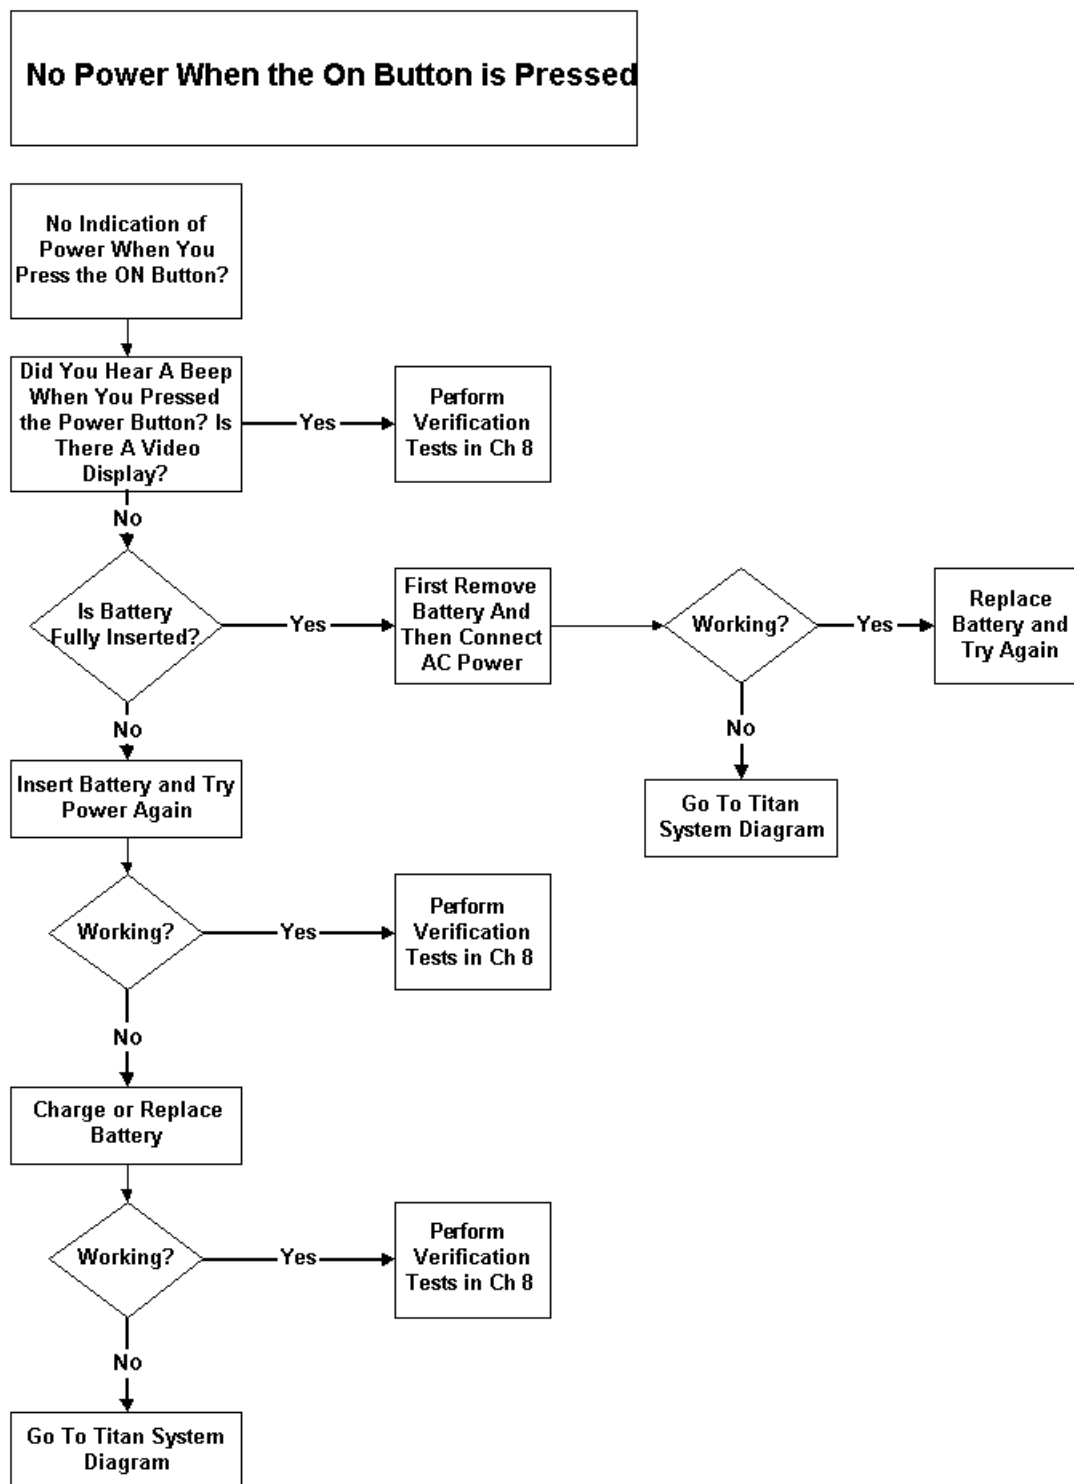 No Power When the On Button is Pressed
No Indication of
Power When You
Press the ON Button?
Did You Hear A Beep
When You Pressed
the Power Button? Is
There A Video
Display?
Yes
Perform
Verification
Tests in Ch 8
No
Is Battery
Fully Inserted?
Yes
First Remove
Battery And
Then Connect
AC Power
Working?
Yes
Replace
Battery and
Try Again
No
Go To Titan
System Diagram
No
Insert Battery and Try
Power Again
Working?
Yes
Perform
Verification
Tests in Ch 8
No
Charge or Replace
Battery
Working?
Yes
Perform
Verification
Tests in Ch 8
No
Go To Titan System
Diagram